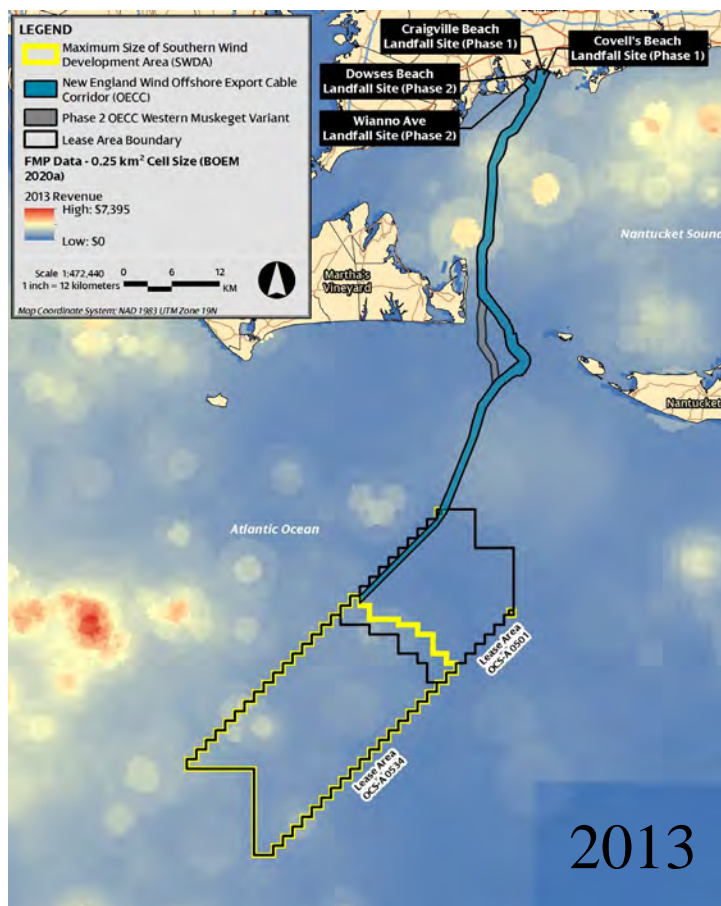 LEGEND
Maximum Size of Southern Wind
Development Area (SWDA)
New England Wind Offshore Export Cable
Corridor (OECC)
Phase 2 OECC Western Muskeget Variant
Lease Area Boundary
FMP Data - 0.25 km² Cell Size (BOEM
2020a)
2013 Revenue
High: $7,395
Low: $0
Scale 1:472,440
1 inch = 12 kilometers
0 6 12
KM
Map Coordinate System: NAD 1983 UTM Zone 19N
Craigville Beach
Landfall Site (Phase 1)
Covell's Beach
Landfall Site (Phase 1)
Dowses Beach
Landfall Site (Phase 2)
Wianno Ave
Landfall Site (Phase 2)
Nantucket Sound
Martha's
Vineyard
Nantucket
Atlantic Ocean
Lease Area
OCS-A 0501
Lease Area
OCS-A 0534
2013